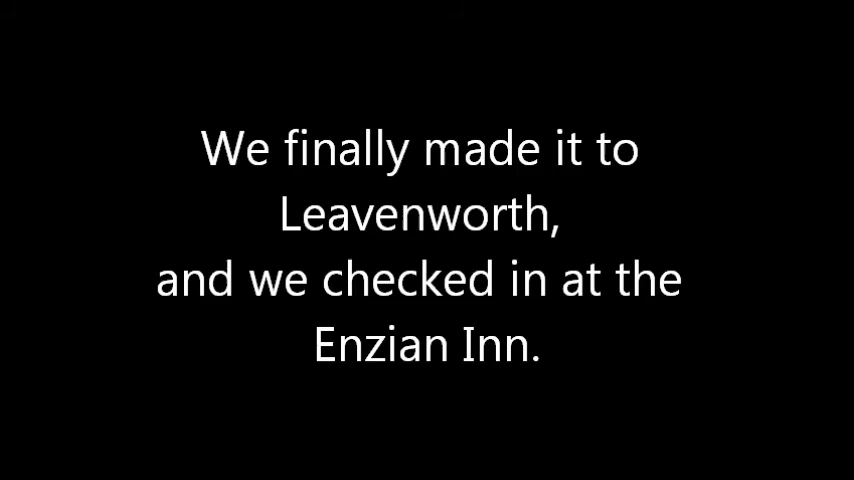 We finally made it to
Leavenworth,
and we checked in at the
Enzian Inn.